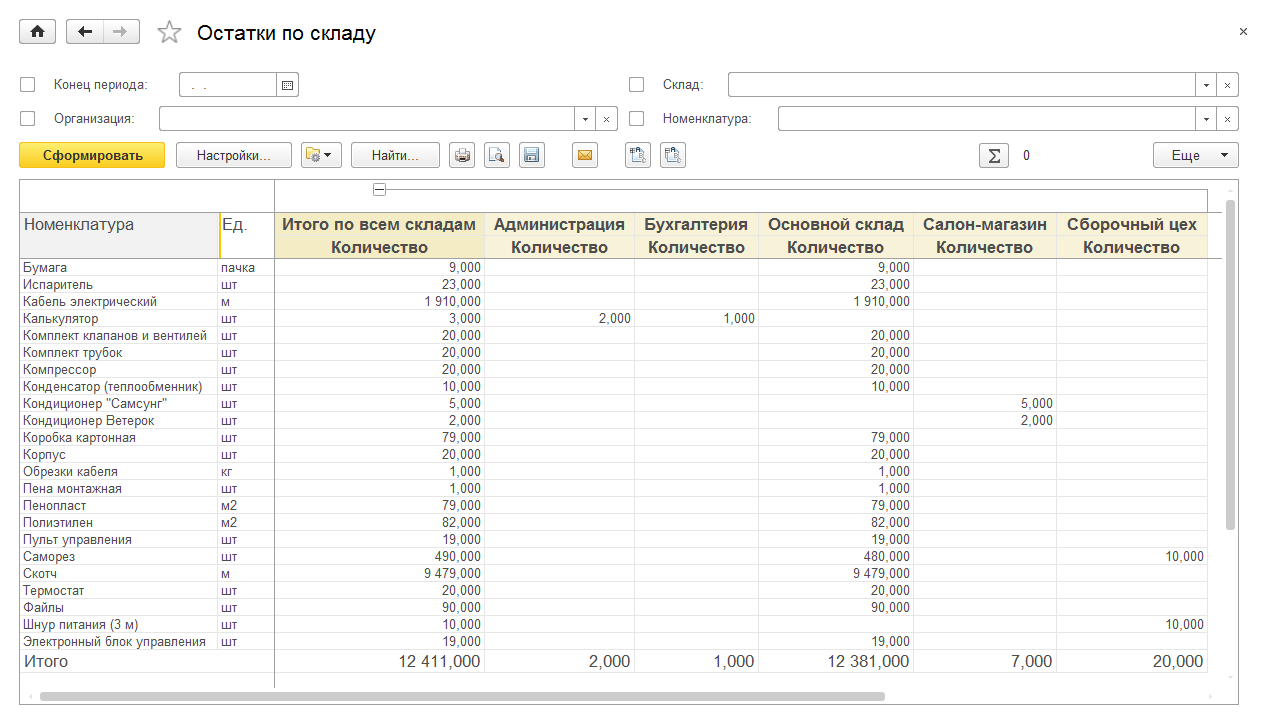 Остатки по складу
Конец периода: . . Склад:
Организация: Номенклатура:
Сформировать Настройки... Найти... Σ 0 Еще
Номенклатура Ед. Итого по всем складам Администрация Бухгалтерия Основной склад Салон-магазин Сборочный цех
Количество Количество Количество Количество Количество Количество
Бумага пачка 9,000 9,000
Испаритель шт 23,000 23,000
Кабель электрический м 1 910,000 1 910,000
Калькулятор шт 3,000 2,000 1,000
Комплект клапанов и вентилей шт 20,000 20,000
Комплект трубок шт 20,000 20,000
Компрессор шт 20,000 20,000
Конденсатор (теплообменник) шт 10,000 10,000
Кондиционер "Самсунг" шт 5,000 5,000
Кондиционер Ветерок шт 2,000 2,000
Коробка картонная шт 79,000 79,000
Корпус шт 20,000 20,000
Обрезки кабеля кг 1,000 1,000
Пена монтажная шт 1,000 1,000
Пенопласт м2 79,000 79,000
Полиэтилен м2 82,000 82,000
Пульт управления шт 19,000 19,000
Саморез шт 490,000 480,000 10,000
Скотч м 9 479,000 9 479,000
Термостат шт 20,000 20,000
Файлы шт 90,000 90,000
Шнур питания (3 м) шт 10,000 10,000
Электронный блок управления шт 19,000 19,000
Итого 12 411,000 2,000 1,000 12 381,000 7,000 20,000